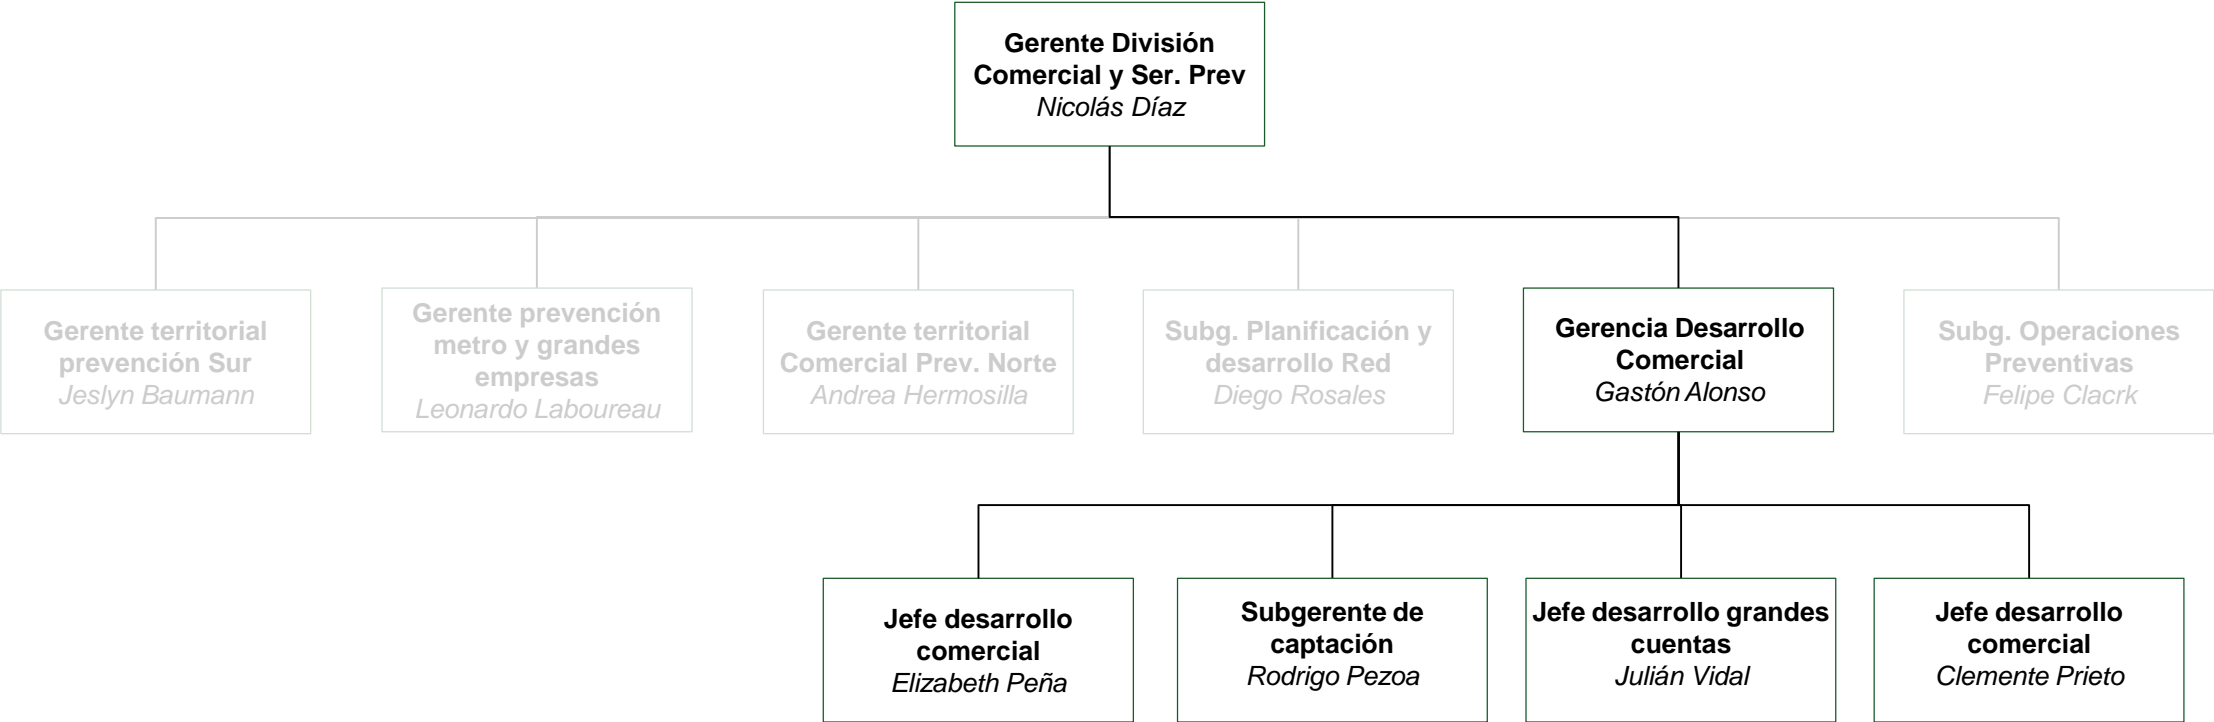 Gerente División
Comercial y Ser. Prev
Nicolás Díaz
Gerente territorial
prevención Sur
Jeslyn Baumann
Gerente prevención
metro y grandes
empresas
Leonardo Laboureau
Gerente territorial
Comercial Prev. Norte
Andrea Hermosilla
Subg. Planificación y
desarrollo Red
Diego Rosales
Gerencia Desarrollo
Comercial
Gastón Alonso
Subg. Operaciones
Preventivas
Felipe Clacrk
Jefe desarrollo
comercial
Elizabeth Peña
Subgerente de
captación
Rodrigo Pezoa
Jefe desarrollo grandes
cuentas
Julián Vidal
Jefe desarrollo
comercial
Clemente Prieto